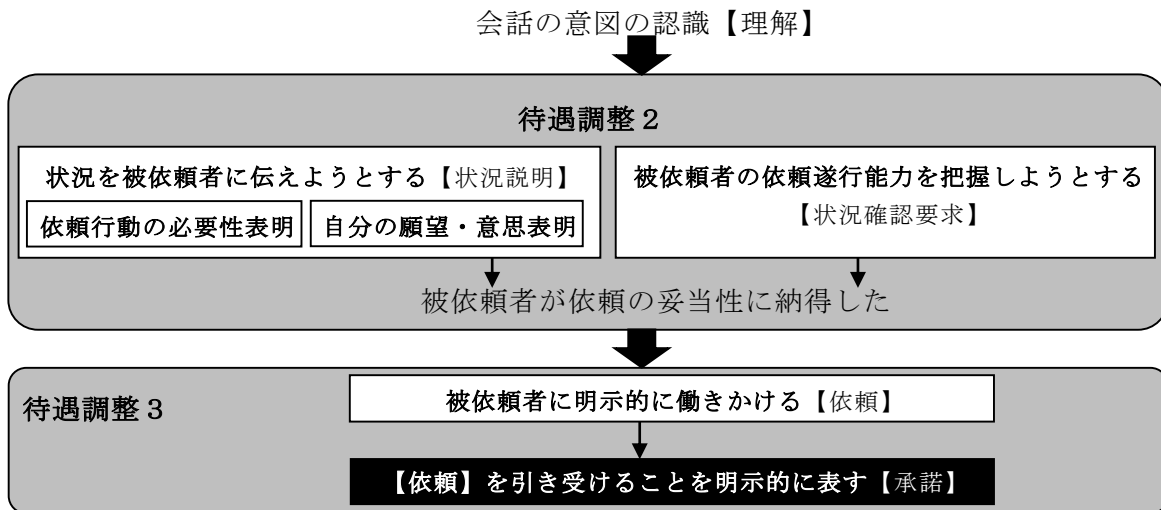 会話の意図の認識【理解】
待遇調整２
状況を被依頼者に伝えようとする【状況説明】
依頼行動の必要性表明
自分の願望・意思表明
被依頼者の依頼遂行能力を把握しようとする
【状況確認要求】
被依頼者が依頼の妥当性に納得した
待遇調整３
被依頼者に明示的に働きかける【依頼】
【依頼】を引き受けることを明示的に表す【承諾】